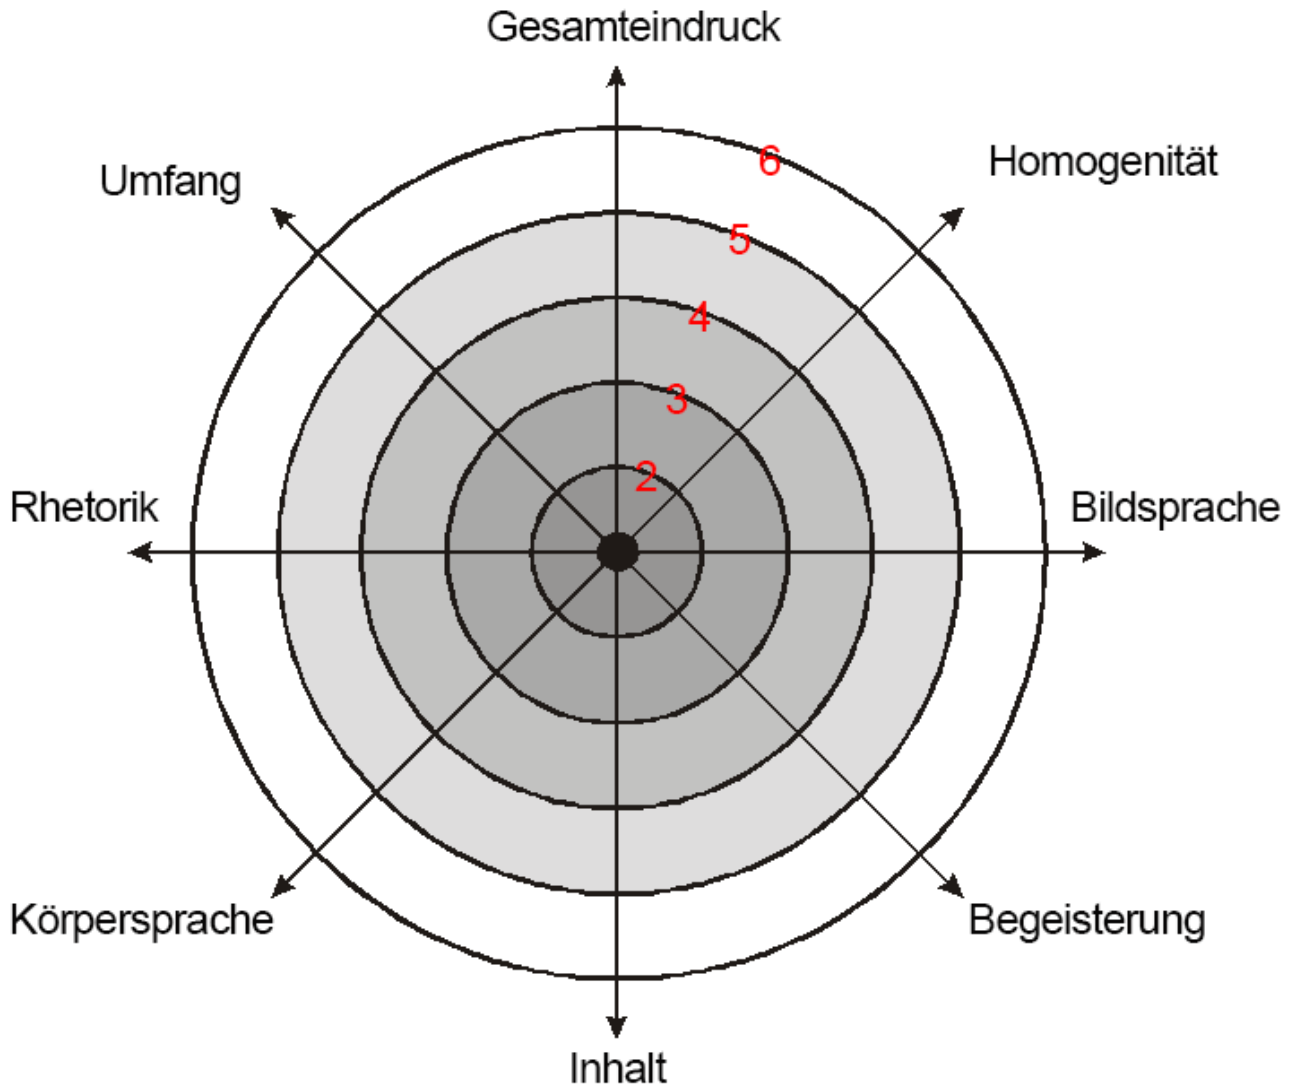 Gesamteindruck
6
Homogenität
Umfang
5
4
3
2
Rhetorik
Bildsprache
Körpersprache
Begeisterung
Inhalt